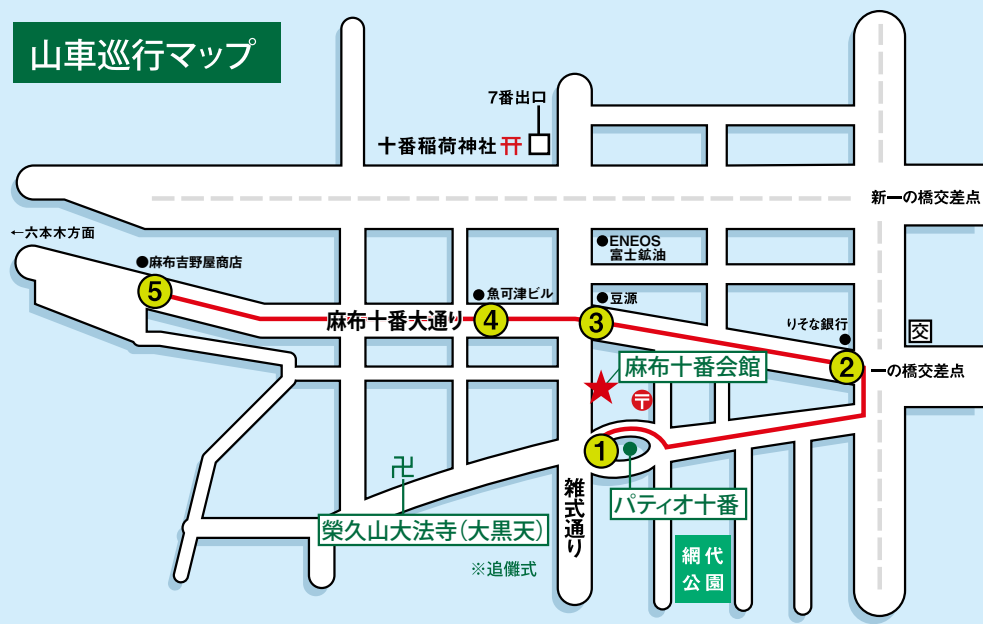 山車巡行マップ
7番出口
十番稲荷神社
新一の橋交差点
←六本木方面
ENEOS
富士鉱油
麻布吉野屋商店
魚可津ビル
豆源
5
麻布十番大通り
4
3
りそな銀行
交
2
一の橋交差点
麻布十番会館
〒
1
卍
雑式通り
パティオ十番
榮久山大法寺(大黒天)
※追儺式
網代
公園